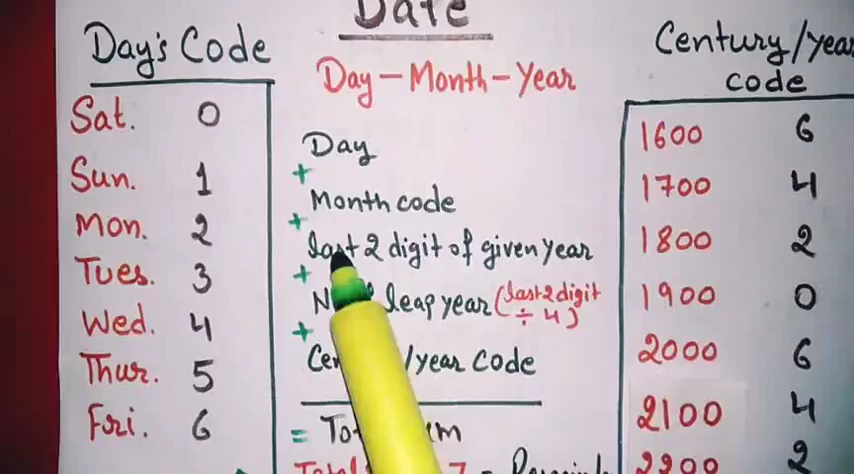 Date
Day's Code
Sat. 0
Sun. 1
Mon. 2
Tues. 3
Wed. 4
Thur. 5
Fri. 6
Day-Month-Year
Day
+
Month code
+
last 2 digit of given year
+
leap year (last 2 digit
÷ 4)
+
/year code
=
7 =
Century/year
code
1600 6
1700 4
1800 2
1900 0
2000 6
2100 4
2200 2